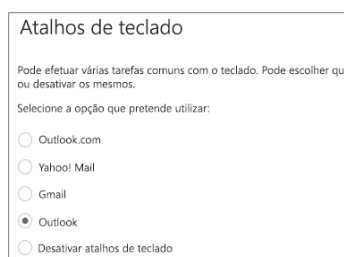 Atalhos de teclado
Pode efetuar várias tarefas comuns com o teclado. Pode escolher
ou desativar os mesmos.
Selecione a opção que pretende utilizar:
Outlook.com
Yahoo! Mail
Gmail
Outlook
Desativar atalhos de teclado